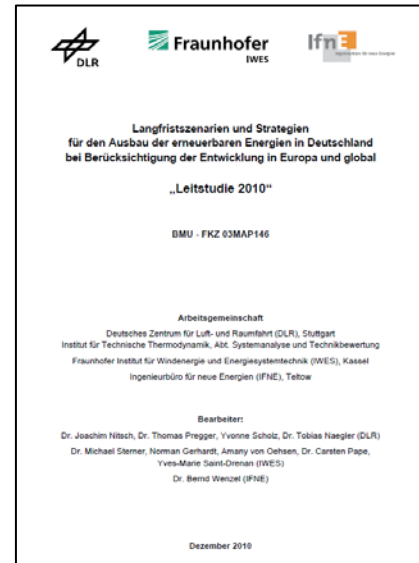 DLR
Fraunhofer
IWES
IfnE
Langfristszenarien und Strategien
für den Ausbau der erneuerbaren Energien in Deutschland
bei Berücksichtigung der Entwicklung in Europa und global
„Leitstudie 2010“
BMU - FKZ 03MAP146
Arbeitsgemeinschaft
Deutsches Zentrum für Luft- und Raumfahrt (DLR), Stuttgart
Institut für Technische Thermodynamik, Abt. Systemanalyse und Technikbewertung
Fraunhofer Institut für Windenergie und Energiesystemtechnik (IWES), Kassel
Ingenieurbüro für neue Energien (IFNE), Teltow
Bearbeiter:
Dr. Joachim Nitsch, Dr. Thomas Pregger, Yvonne Scholz, Dr. Tobias Naegler (DLR)
Dr. Michael Sterner, Norman Gerhardt, Amany von Oehsen, Dr. Carsten Pape,
Yves-Marie Saint-Drenan (IWES)
Dr. Bernd Wenzel (IFNE)
Dezember 2010